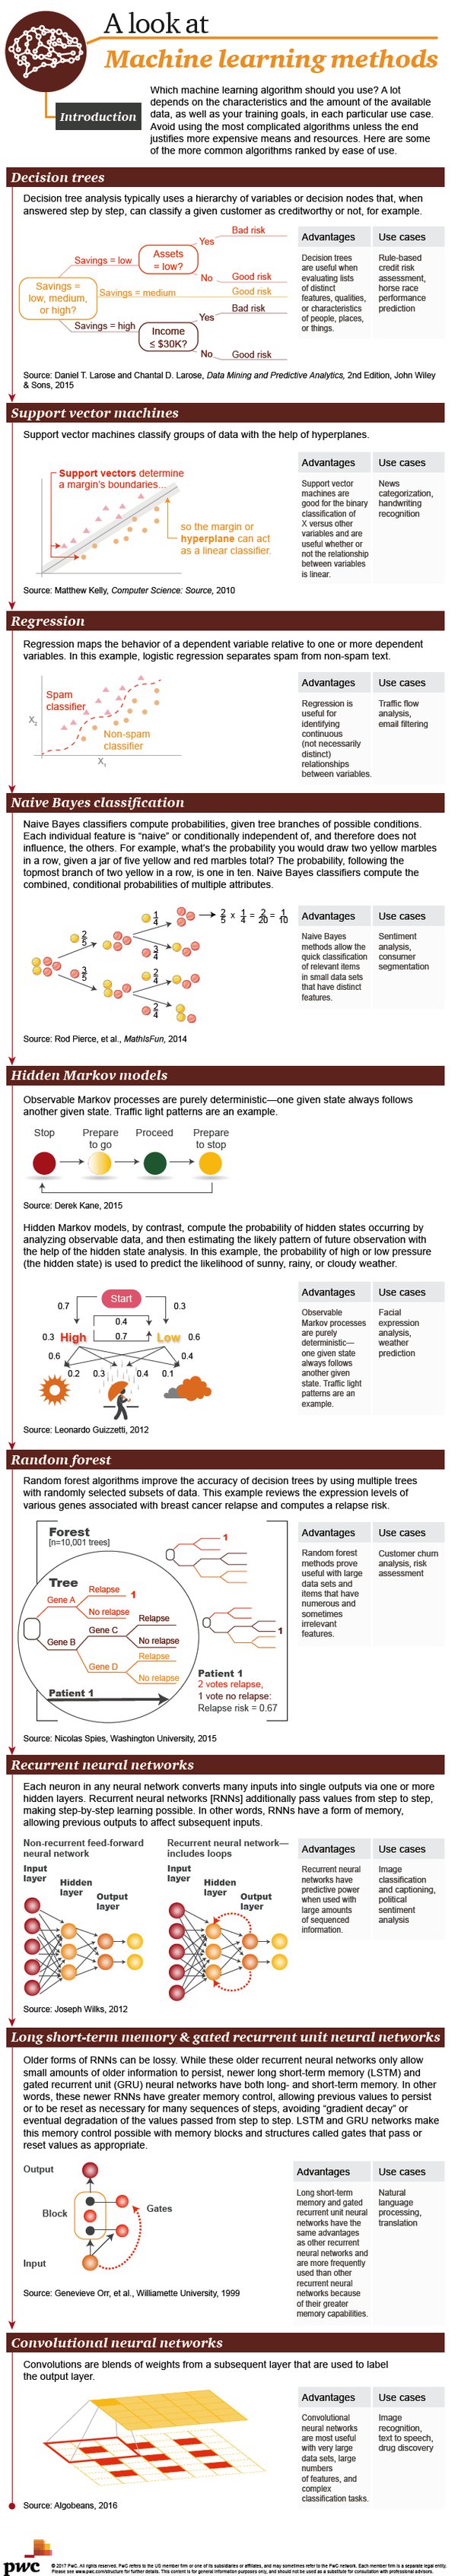 A look at
Machine learning methods
Introduction
Which machine learning algorithm should you use? A lot
depends on the characteristics and the amount of the available
data, as well as your training goals, in each particular use case.
Avoid using the most complicated algorithms unless the end
justifies more expensive means and resources. Here are some
of the more common algorithms ranked by ease of use.
Decision trees
Decision tree analysis typically uses a hierarchy of variables or decision nodes that, when
answered step by step, can classify a given customer as creditworthy or not, for example.
Savings =
low, medium,
or high?
Savings = low
Savings = medium
Savings = high
Assets
= low?
Income
≤ $30K?
Yes
No
Yes
No
Bad risk
Good risk
Good risk
Bad risk
Good risk
Advantages
Decision trees
are useful when
evaluating lists
of distinct
features, qualities,
or characteristics
of people, places,
or things.
Use cases
Rule-based
credit risk
assessment,
horse race
performance
prediction
Source: Daniel T. Larose and Chantal D. Larose, Data Mining and Predictive Analytics, 2nd Edition, John Wiley
& Sons, 2015
Support vector machines
Support vector machines classify groups of data with the help of hyperplanes.
Support vectors determine
a margin's boundaries...
so the margin or
hyperplane can act
as a linear classifier.
Advantages
Support vector
machines are
good for the binary
classification of
X versus other
variables and are
useful whether or
not the relationship
between variables
is linear.
Use cases
News
categorization,
handwriting
recognition
Source: Matthew Kelly, Computer Science: Source, 2010
Regression
Regression maps the behavior of a dependent variable relative to one or more dependent
variables. In this example, logistic regression separates spam from non-spam text.
Spam
classifier
Non-spam
classifier
X₂
X₁
Advantages
Regression is
useful for
identifying
continuous
(not necessarily
distinct)
relationships
between variables.
Use cases
Traffic flow
analysis,
email filtering
Naive Bayes classification
Naive Bayes classifiers compute probabilities, given tree branches of possible conditions.
Each individual feature is "naive" or conditionally independent of, and therefore does not
influence, the others. For example, what's the probability you would draw two yellow marbles
in a row, given a jar of five yellow and red marbles total? The probability, following the
topmost branch of two yellow in a row, is one in ten. Naive Bayes classifiers compute the
combined, conditional probabilities of multiple attributes.
2/5
3/5
1/4
3/4
2/4
2/4
2/5 x 1/4 = 2/20 = 1/10
Advantages
Naive Bayes
methods allow the
quick classification
of relevant items
in small data sets
that have distinct
features.
Use cases
Sentiment
analysis,
consumer
segmentation
Source: Rod Pierce, et al., MathIsFun, 2014
Hidden Markov models
Observable Markov processes are purely deterministic—one given state always follows
another given state. Traffic light patterns are an example.
Stop
Prepare
to go
Proceed
Prepare
to stop
Source: Derek Kane, 2015
Hidden Markov models, by contrast, compute the probability of hidden states occurring by
analyzing observable data, and then estimating the likely pattern of future observation with
the help of the hidden state analysis. In this example, the probability of high or low pressure
(the hidden state) is used to predict the likelihood of sunny, rainy, or cloudy weather.
Start
0.7
0.3
0.4
0.3 High
0.7
Low 0.6
0.6
0.4
0.2
0.3
0.4
0.1
Advantages
Observable
Markov processes
are purely
deterministic—
one given state
always follows
another given
state. Traffic light
patterns are an
example.
Use cases
Facial
expression
analysis,
weather
prediction
Source: Leonardo Guizzetti, 2012
Random forest
Random forest algorithms improve the accuracy of decision trees by using multiple trees
with randomly selected subsets of data. This example reviews the expression levels of
various genes associated with breast cancer relapse and computes a relapse risk.
Forest
[n=10,001 trees]
Tree
Gene A
Relapse
1
No relapse
Gene B
Gene C
Relapse
No relapse
Gene D
Relapse
No relapse
Patient 1
1
1
Patient 1
2 votes relapse,
1 vote no relapse:
Relapse risk = 0.67
Advantages
Random forest
methods prove
useful with large
data sets and
items that have
numerous and
sometimes
irrelevant
features.
Use cases
Customer churn
analysis, risk
assessment
Source: Nicolas Spies, Washington University, 2015
Recurrent neural networks
Each neuron in any neural network converts many inputs into single outputs via one or more
hidden layers. Recurrent neural networks [RNNs] additionally pass values from step to step,
making step-by-step learning possible. In other words, RNNs have a form of memory,
allowing previous outputs to affect subsequent inputs.
Non-recurrent feed-forward
neural network
Input
layer
Hidden
layer
Output
layer
Recurrent neural network—
includes loops
Input
layer
Hidden
layer
Output
layer
Advantages
Recurrent neural
networks have
predictive power
when used with
large amounts
of sequenced
information.
Use cases
Image
classification
and captioning,
political
sentiment
analysis
Source: Joseph Wilks, 2012
Long short-term memory & gated recurrent unit neural networks
Older forms of RNNs can be lossy. While these older recurrent neural networks only allow
small amounts of older information to persist, newer long short-term memory (LSTM) and
gated recurrent unit (GRU) neural networks have both long- and short-term memory. In other
words, these newer RNNs have greater memory control, allowing previous values to persist
or to be reset as necessary for many sequences of steps, avoiding "gradient decay" or
eventual degradation of the values passed from step to step. LSTM and GRU networks make
this memory control possible with memory blocks and structures called gates that pass or
reset values as appropriate.
Output
Block
Gates
Input
Advantages
Long short-term
memory and gated
recurrent unit neural
networks have the
same advantages
as other recurrent
neural networks and
are more frequently
used than other
recurrent neural
networks because
of their greater
memory capabilities.
Use cases
Natural
language
processing,
translation
Source: Genevieve Orr, et al., Williamette University, 1999
Convolutional neural networks
Convolutions are blends of weights from a subsequent layer that are used to label
the output layer.
Advantages
Convolutional
neural networks
are most useful
with very large
data sets, large
numbers
of features, and
complex
classification tasks.
Use cases
Image
recognition,
text to speech,
drug discovery
Source: Algobeans, 2016
pwc
© 2017 PwC. All rights reserved. PwC refers to the US member firm or one of its subsidiaries or affiliates, and may sometimes refer to the PwC network. Each member firm is a separate legal entity.
Please see www.pwc.com/structure for further details. This content is for general information purposes only, and should not be used as a substitute for consultation with professional advisors.